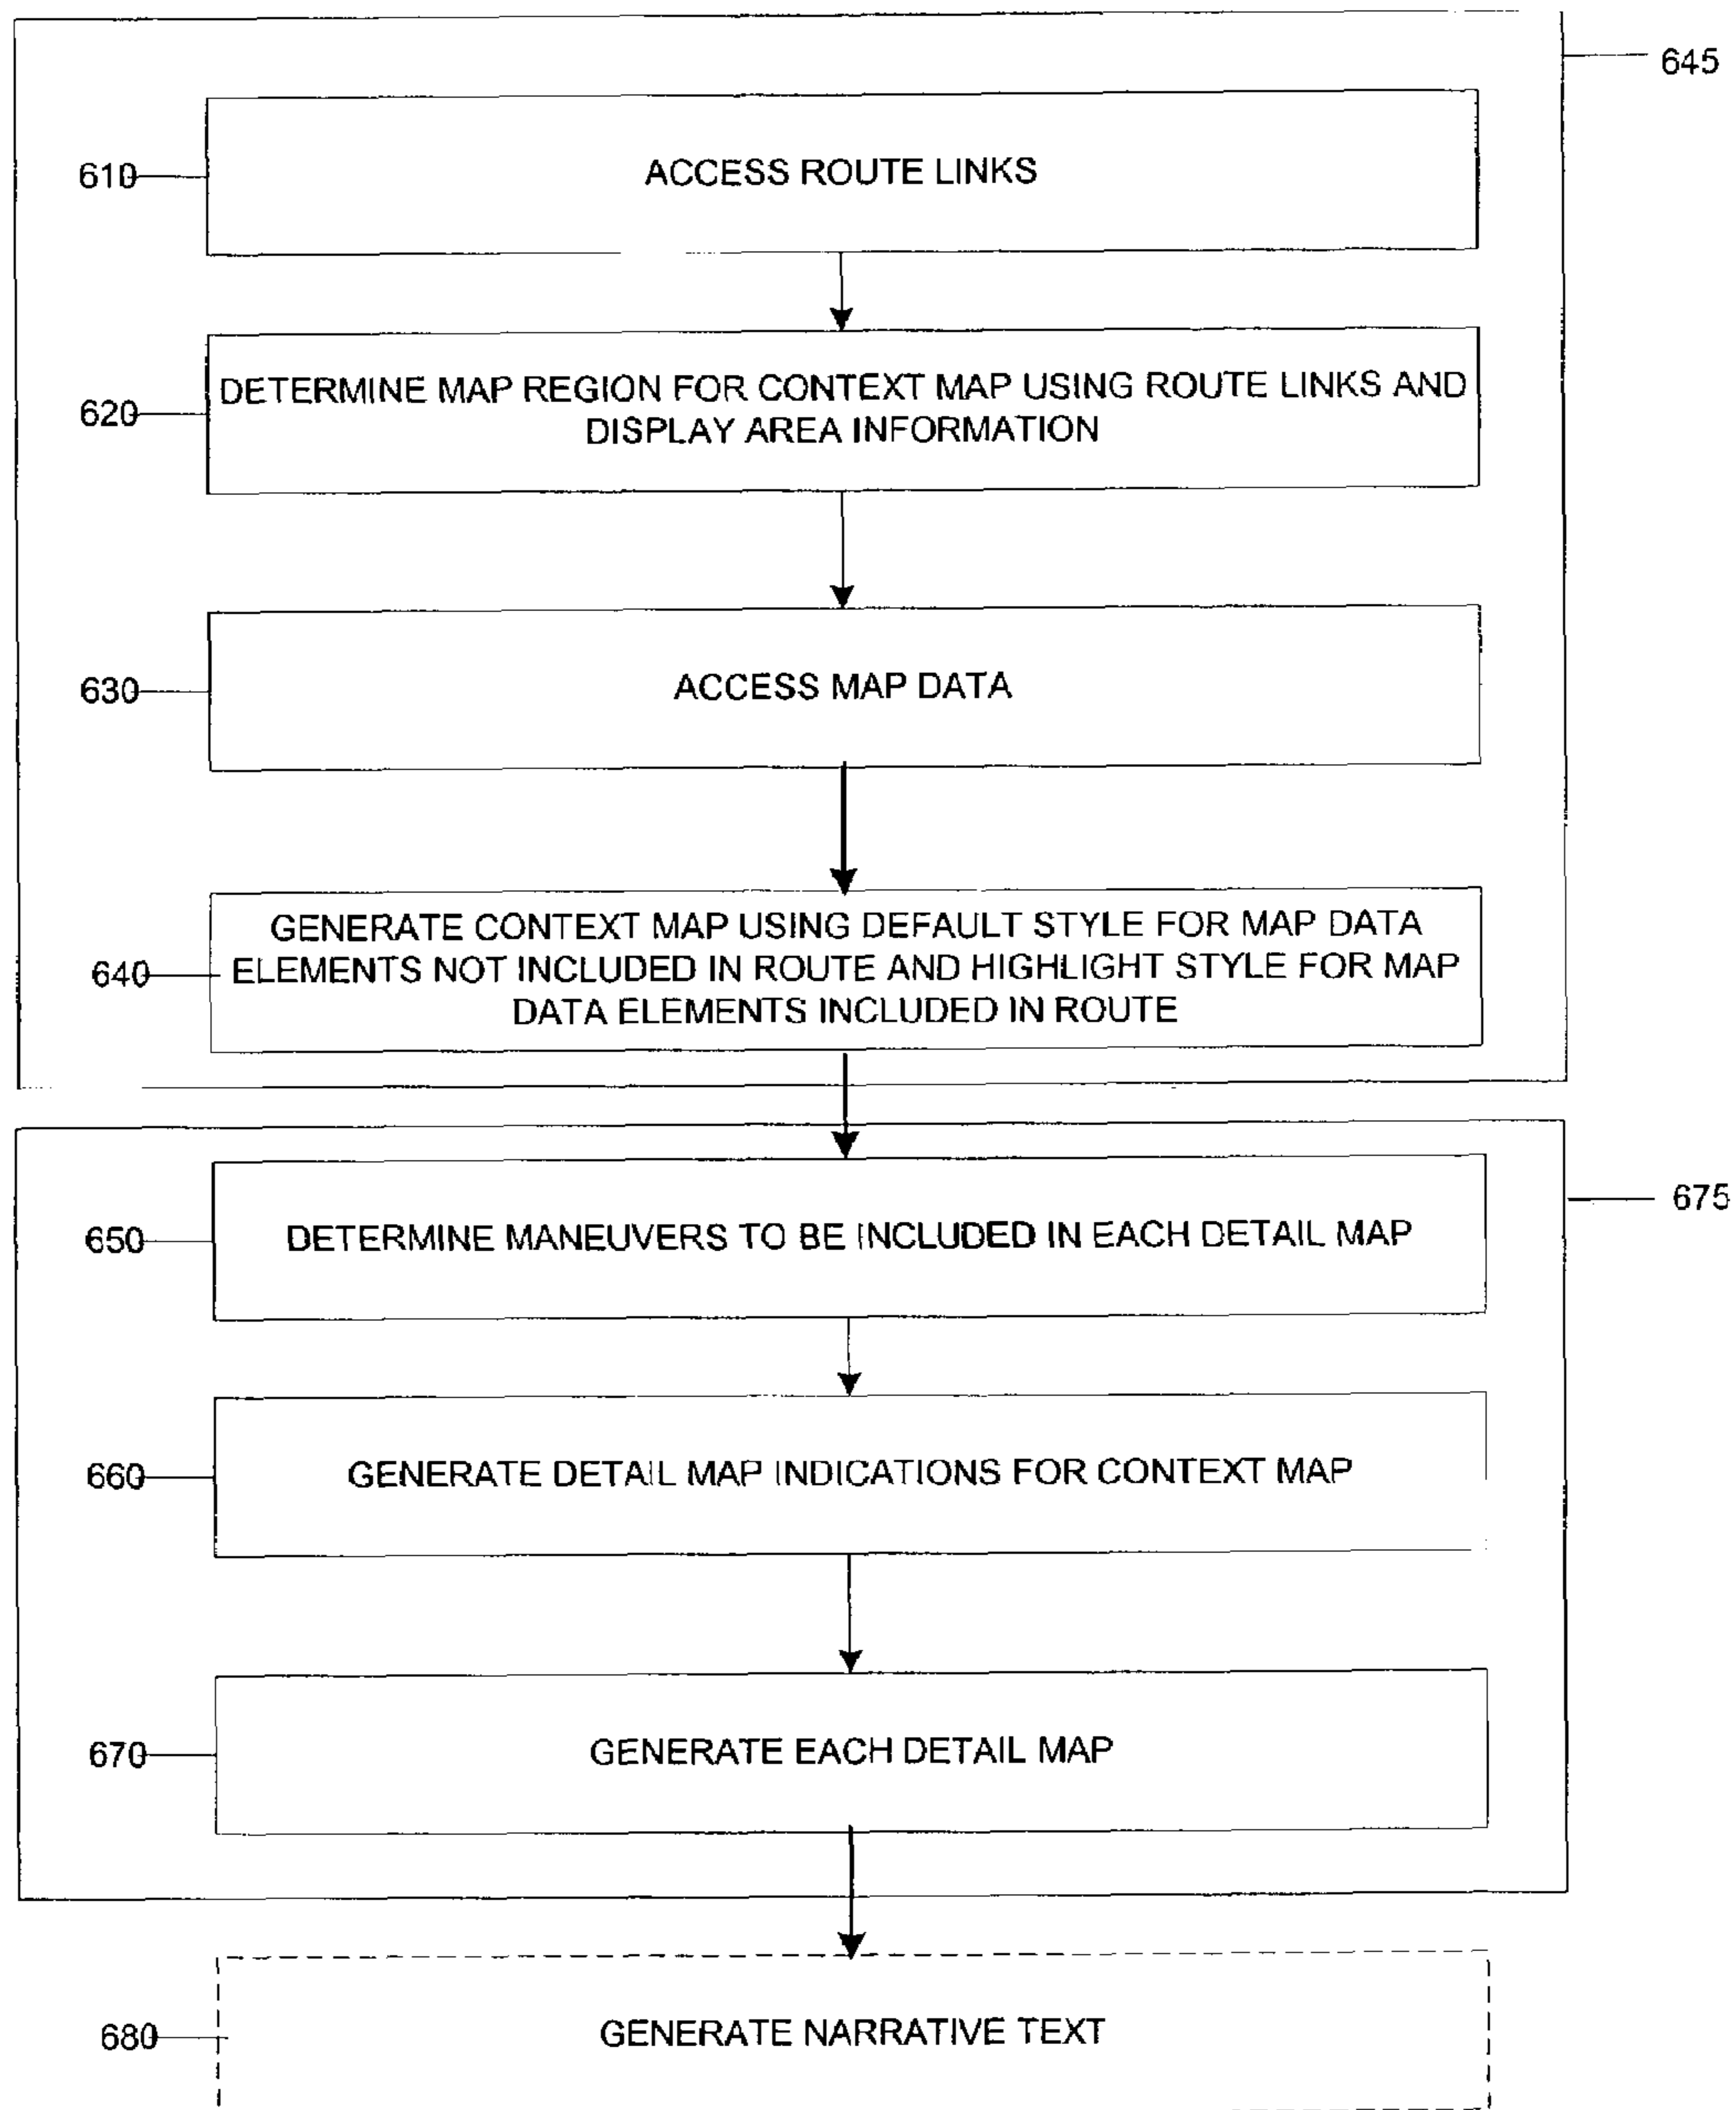 645
610
ACCESS ROUTE LINKS
620
DETERMINE MAP REGION FOR CONTEXT MAP USING ROUTE LINKS AND
DISPLAY AREA INFORMATION
630
ACCESS MAP DATA
640
GENERATE CONTEXT MAP USING DEFAULT STYLE FOR MAP DATA
ELEMENTS NOT INCLUDED IN ROUTE AND HIGHLIGHT STYLE FOR MAP
DATA ELEMENTS INCLUDED IN ROUTE
675
650
DETERMINE MANEUVERS TO BE INCLUDED IN EACH DETAIL MAP
660
GENERATE DETAIL MAP INDICATIONS FOR CONTEXT MAP
670
GENERATE EACH DETAIL MAP
680
GENERATE NARRATIVE TEXT